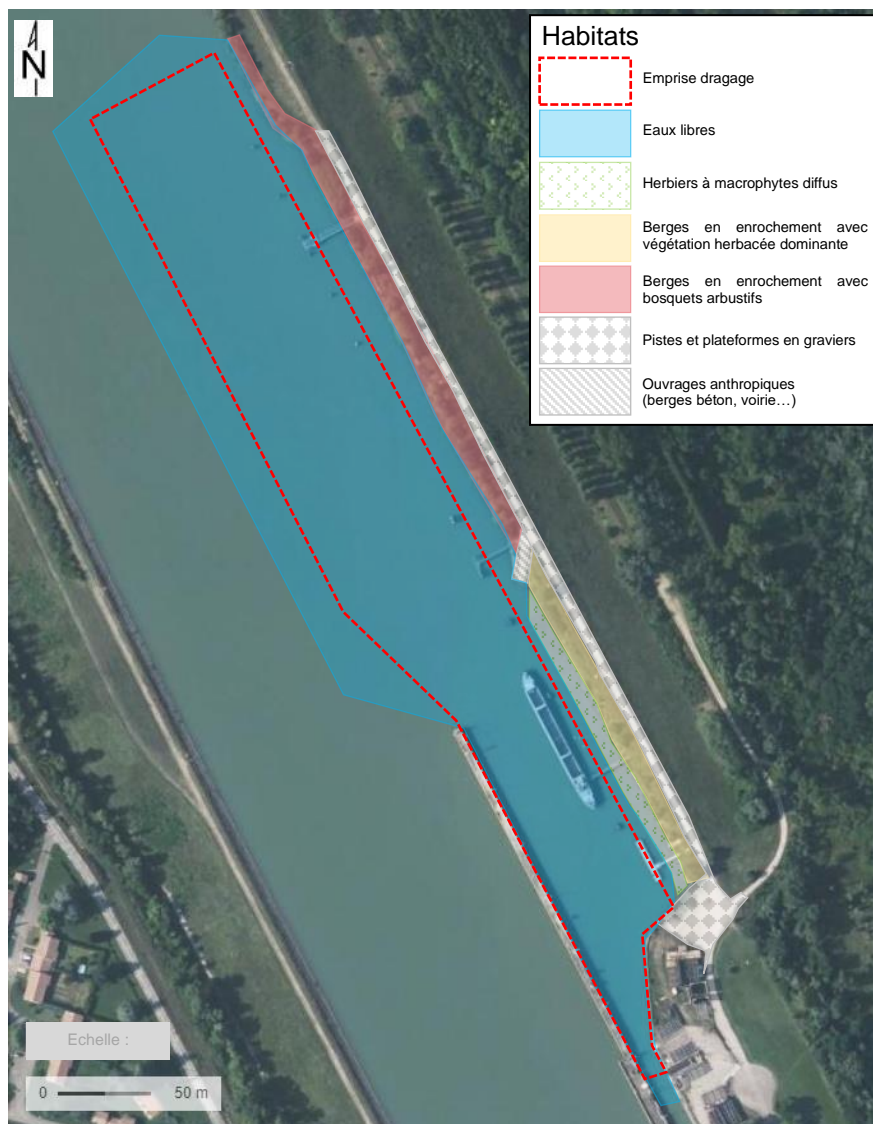 N
Habitats
Emprise dragage
Eaux libres
Herbiers à macrophytes diffus
Berges en enrochement avec
végétation herbacée dominante
Berges en enrochement avec
bosquets arbustifs
Pistes et plateformes en graviers
Ouvrages anthropiques
(berges béton, voirie…)
Echelle :
0 50 m